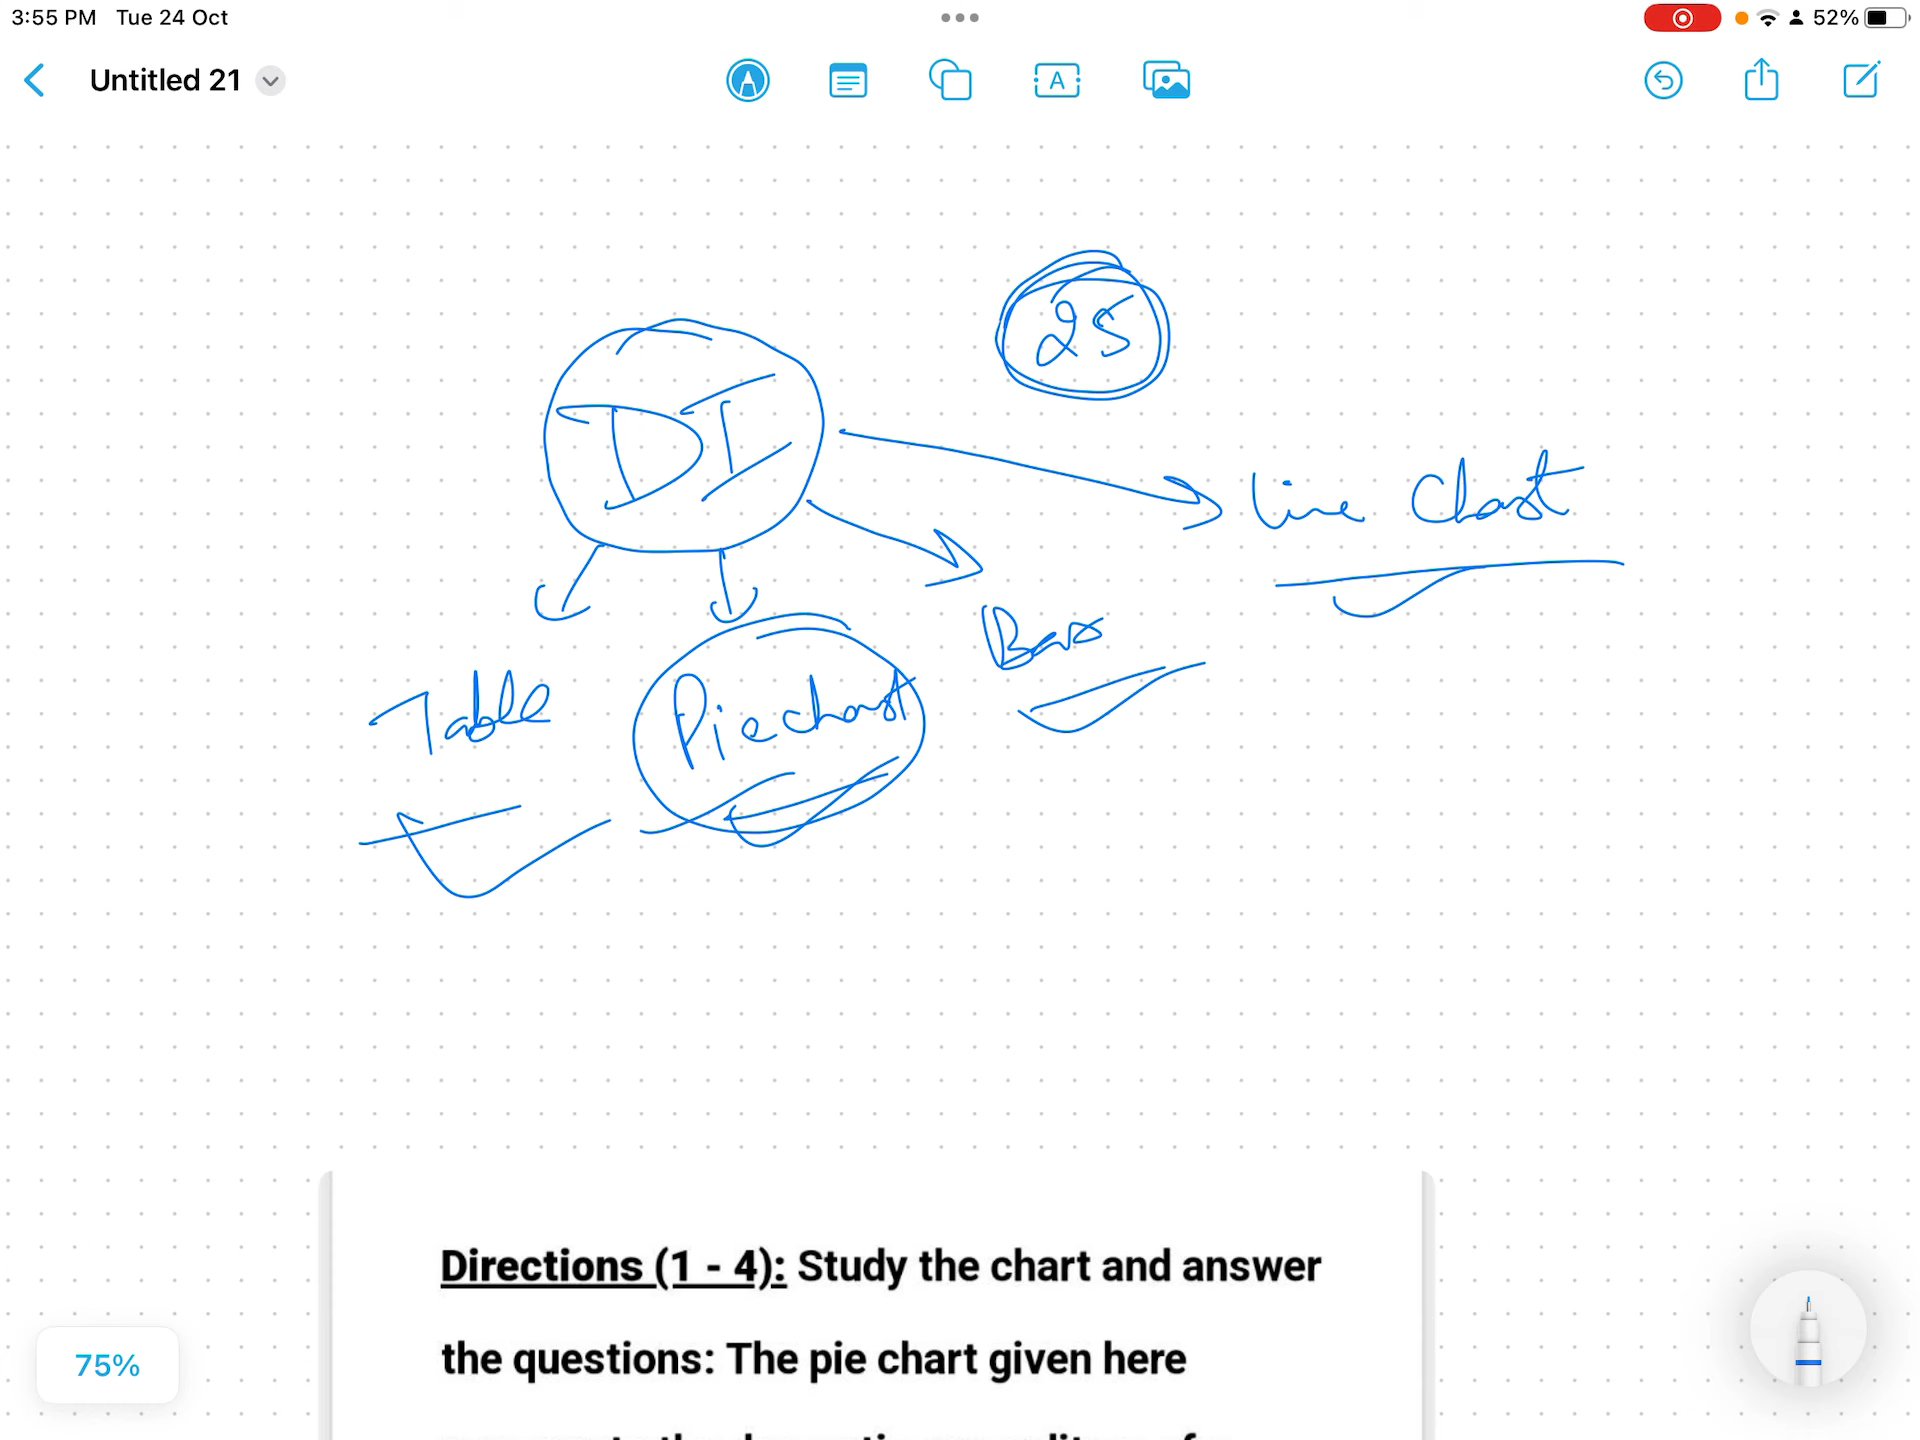 3:55 PM Tue 24 Oct
52%
Untitled 21
A
25
DI
Line Chart
Bar
Table
Piechart
Directions (1 - 4): Study the chart and answer
the questions: The pie chart given here
75%